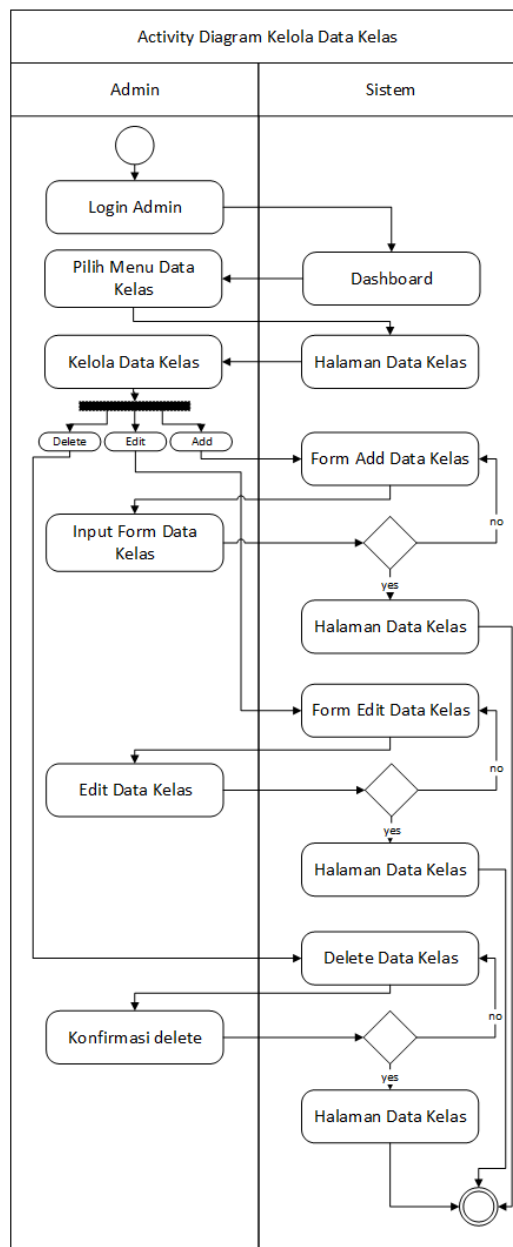 Activity Diagram Kelola Data Kelas
Admin
Sistem
Login Admin
Pilih Menu Data
Kelas
Dashboard
Kelola Data Kelas
Halaman Data Kelas
Delete
Edit
Add
Form Add Data Kelas
Input Form Data
Kelas
no
yes
Halaman Data Kelas
Form Edit Data Kelas
Edit Data Kelas
no
yes
Halaman Data Kelas
Delete Data Kelas
Konfirmasi delete
no
yes
Halaman Data Kelas